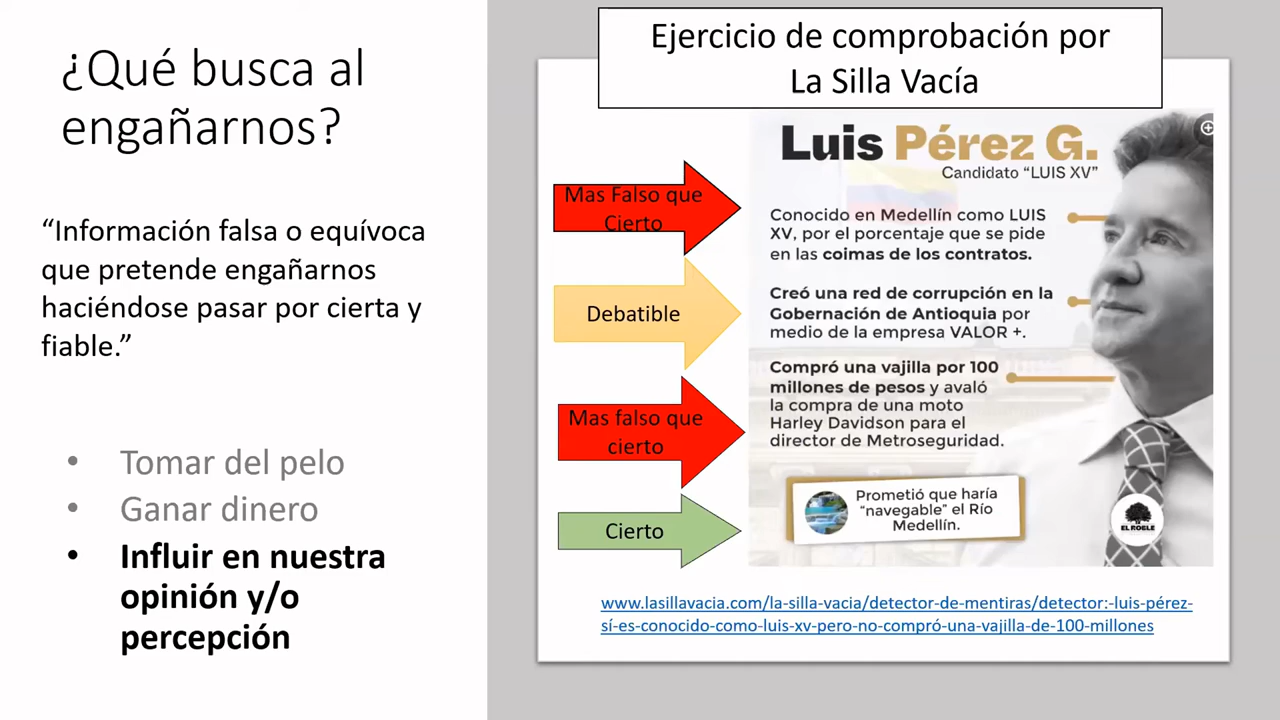 ¿Qué busca al
engañarnos?
“Información falsa o equívoca
que pretende engañarnos
haciéndose pasar por cierta y
fiable.”
• Tomar del pelo
• Ganar dinero
• Influir en nuestra
opinión y/o
percepción
Ejercicio de comprobación por
La Silla Vacía
Luis Pérez G.
Candidato “LUIS XV”
Mas Falso que
Cierto
Conocido en Medellín como LUIS
XV, por el porcentaje que se pide
en las coimas de los contratos.
Debatible
Creó una red de corrupción en la
Gobernación de Antioquia por
medio de la empresa VALOR +.
Mas falso que
cierto
Compró una vajilla por 100
millones de pesos y avaló
la compra de una moto
Harley Davidson para el
director de Metroseguridad.
Cierto
Prometió que haría
“navegable” el Río
Medellín.
EL ROBLE
www.lasillavacia.com/la-silla-vacia/detector-de-mentiras/detector:-luis-pérez-
sí-es-conocido-como-luis-xv-pero-no-compró-una-vajilla-de-100-millones